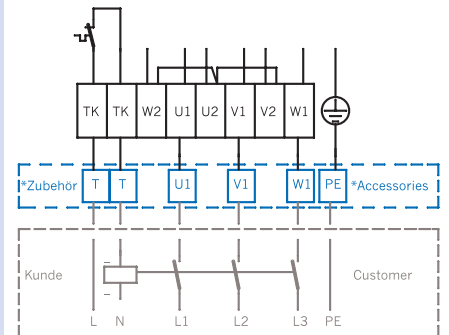 TK TK W2 U1 U2 V1 V2 W1
*Zubehör T T U1 V1 W1 PE *Accessories
Kunde Customer
L N L1 L2 L3 PE